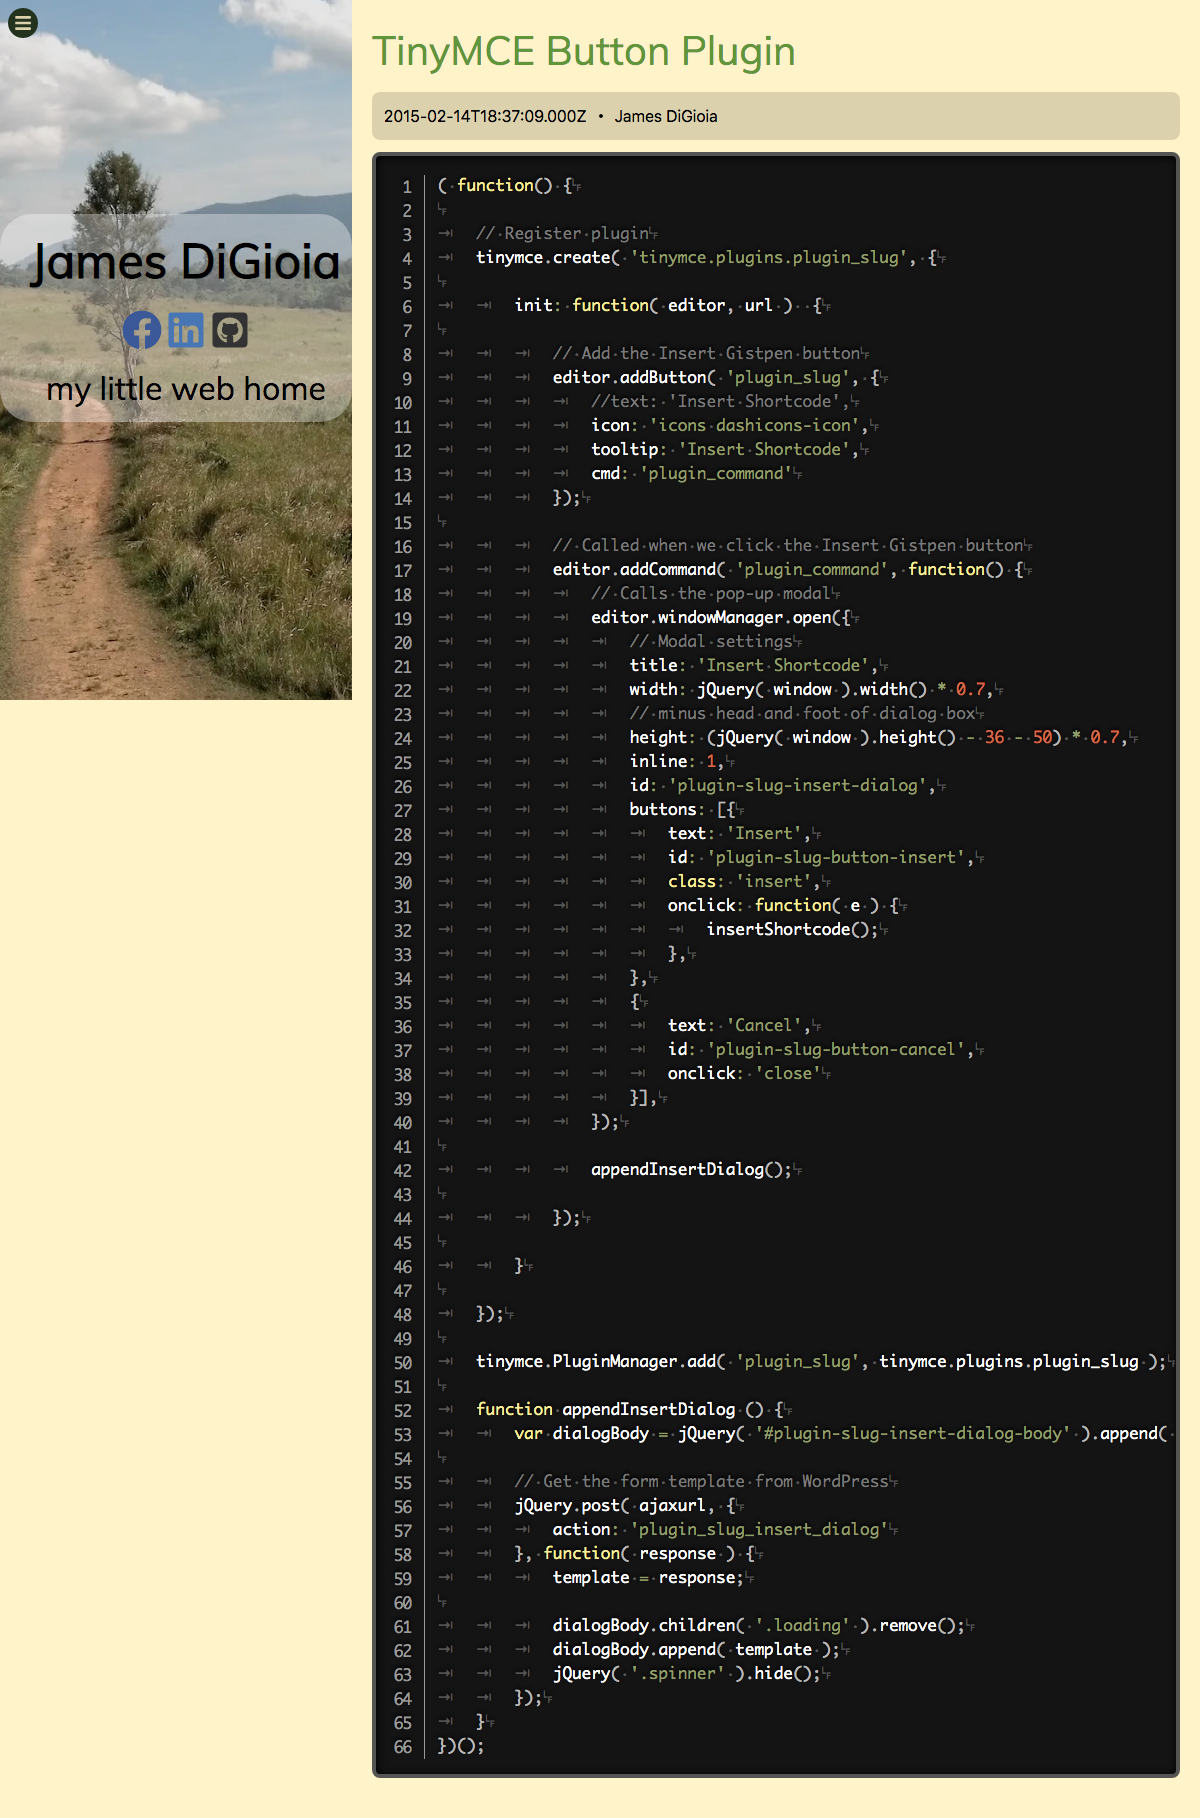 James DiGioia
my little web home
TinyMCE Button Plugin
2015-02-14T18:37:09.000Z • James DiGioia
1 ( function() {
2
3 // Register plugin
4 tinymce.create( 'tinymce.plugins.plugin_slug', {
5
6 init: function( editor, url )  {
7
8 // Add the Insert Gistpen button
9 editor.addButton( 'plugin_slug', {
10 //text: 'Insert Shortcode',
11 icon: 'icons dashicons-icon',
12 tooltip: 'Insert Shortcode',
13 cmd: 'plugin_command'
14 });
15
16 // Called when we click the Insert Gistpen button
17 editor.addCommand( 'plugin_command', function() {
18 // Calls the pop-up modal
19 editor.windowManager.open({
20 // Modal settings
21 title: 'Insert Shortcode',
22 width: jQuery( window ).width() * 0.7,
23 // minus head and foot of dialog box
24 height: (jQuery( window ).height() - 36 - 50) * 0.7,
25 inline: 1,
26 id: 'plugin-slug-insert-dialog',
27 buttons: [{
28 text: 'Insert',
29 id: 'plugin-slug-button-insert',
30 class: 'insert',
31 onclick: function( e ) {
32 insertShortcode();
33 },
34 },
35 {
36 text: 'Cancel',
37 id: 'plugin-slug-button-cancel',
38 onclick: 'close'
39 }],
40 });
41
42 appendInsertDialog();
43
44 });
45
46 }
47
48 });
49
50 tinymce.PluginManager.add( 'plugin_slug', tinymce.plugins.plugin_slug );
51
52 function appendInsertDialog () {
53 var dialogBody = jQuery( '#plugin-slug-insert-dialog-body' ).append(
54
55 // Get the form template from WordPress
56 jQuery.post( ajaxurl, {
57 action: 'plugin_slug_insert_dialog'
58 }, function( response ) {
59 template = response;
60
61 dialogBody.children( '.loading' ).remove();
62 dialogBody.append( template );
63 jQuery( '.spinner' ).hide();
64 });
65 }
66 })();